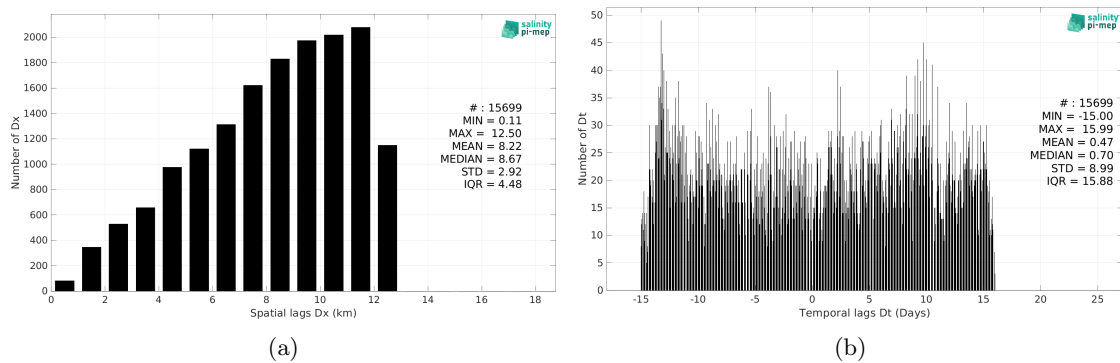 salinity
pi-mep
2000
1800
1600
1400
1200
1000
800
600
400
200
0
Number of Dx
# : 15699
MIN = 0.11
MAX = 12.50
MEAN = 8.22
MEDIAN = 8.67
STD = 2.92
IQR = 4.48
0 2 4 6 8 10 12 14 16 18
Spatial lags Dx (km)
(a)
salinity
pi-mep
50
45
40
35
30
25
20
15
10
5
0
Number of Dt
# : 15699
MIN = -15.00
MAX = 15.99
MEAN = 0.47
MEDIAN = 0.70
STD = 8.99
IQR = 15.88
-15 -10 -5 0 5 10 15 20 25
Temporal lags Dt (Days)
(b)